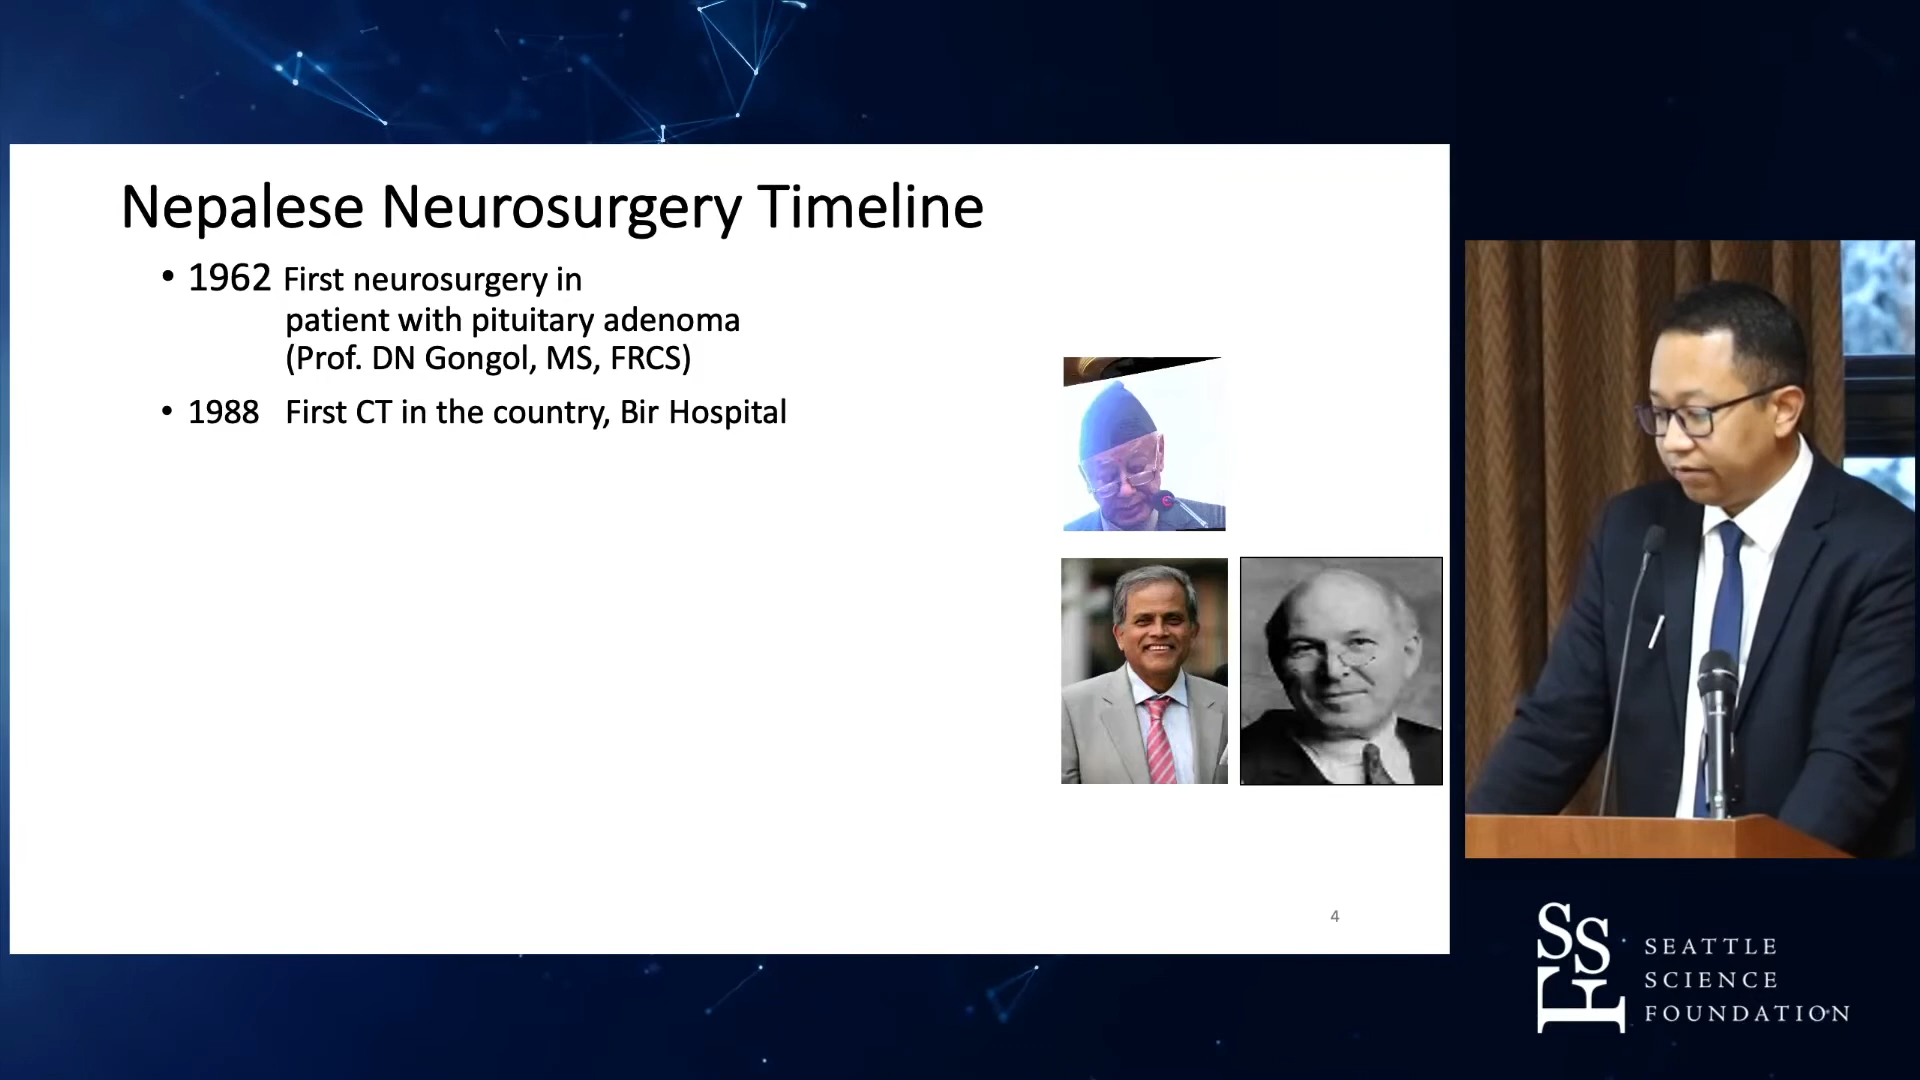 Nepalese Neurosurgery Timeline
• 1962 First neurosurgery in
patient with pituitary adenoma
(Prof. DN Gongol, MS, FRCS)
• 1988 First CT in the country, Bir Hospital
4
SSF
SEATTLE
SCIENCE
FOUNDATION